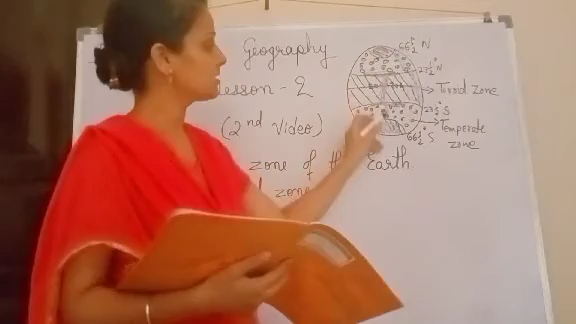 Geography
66½° N
23½° N
Lesson - 2
Torrid zone
23½° S
(2nd Video)
Temperate
zone
66½° S
zone of th Earth
zone